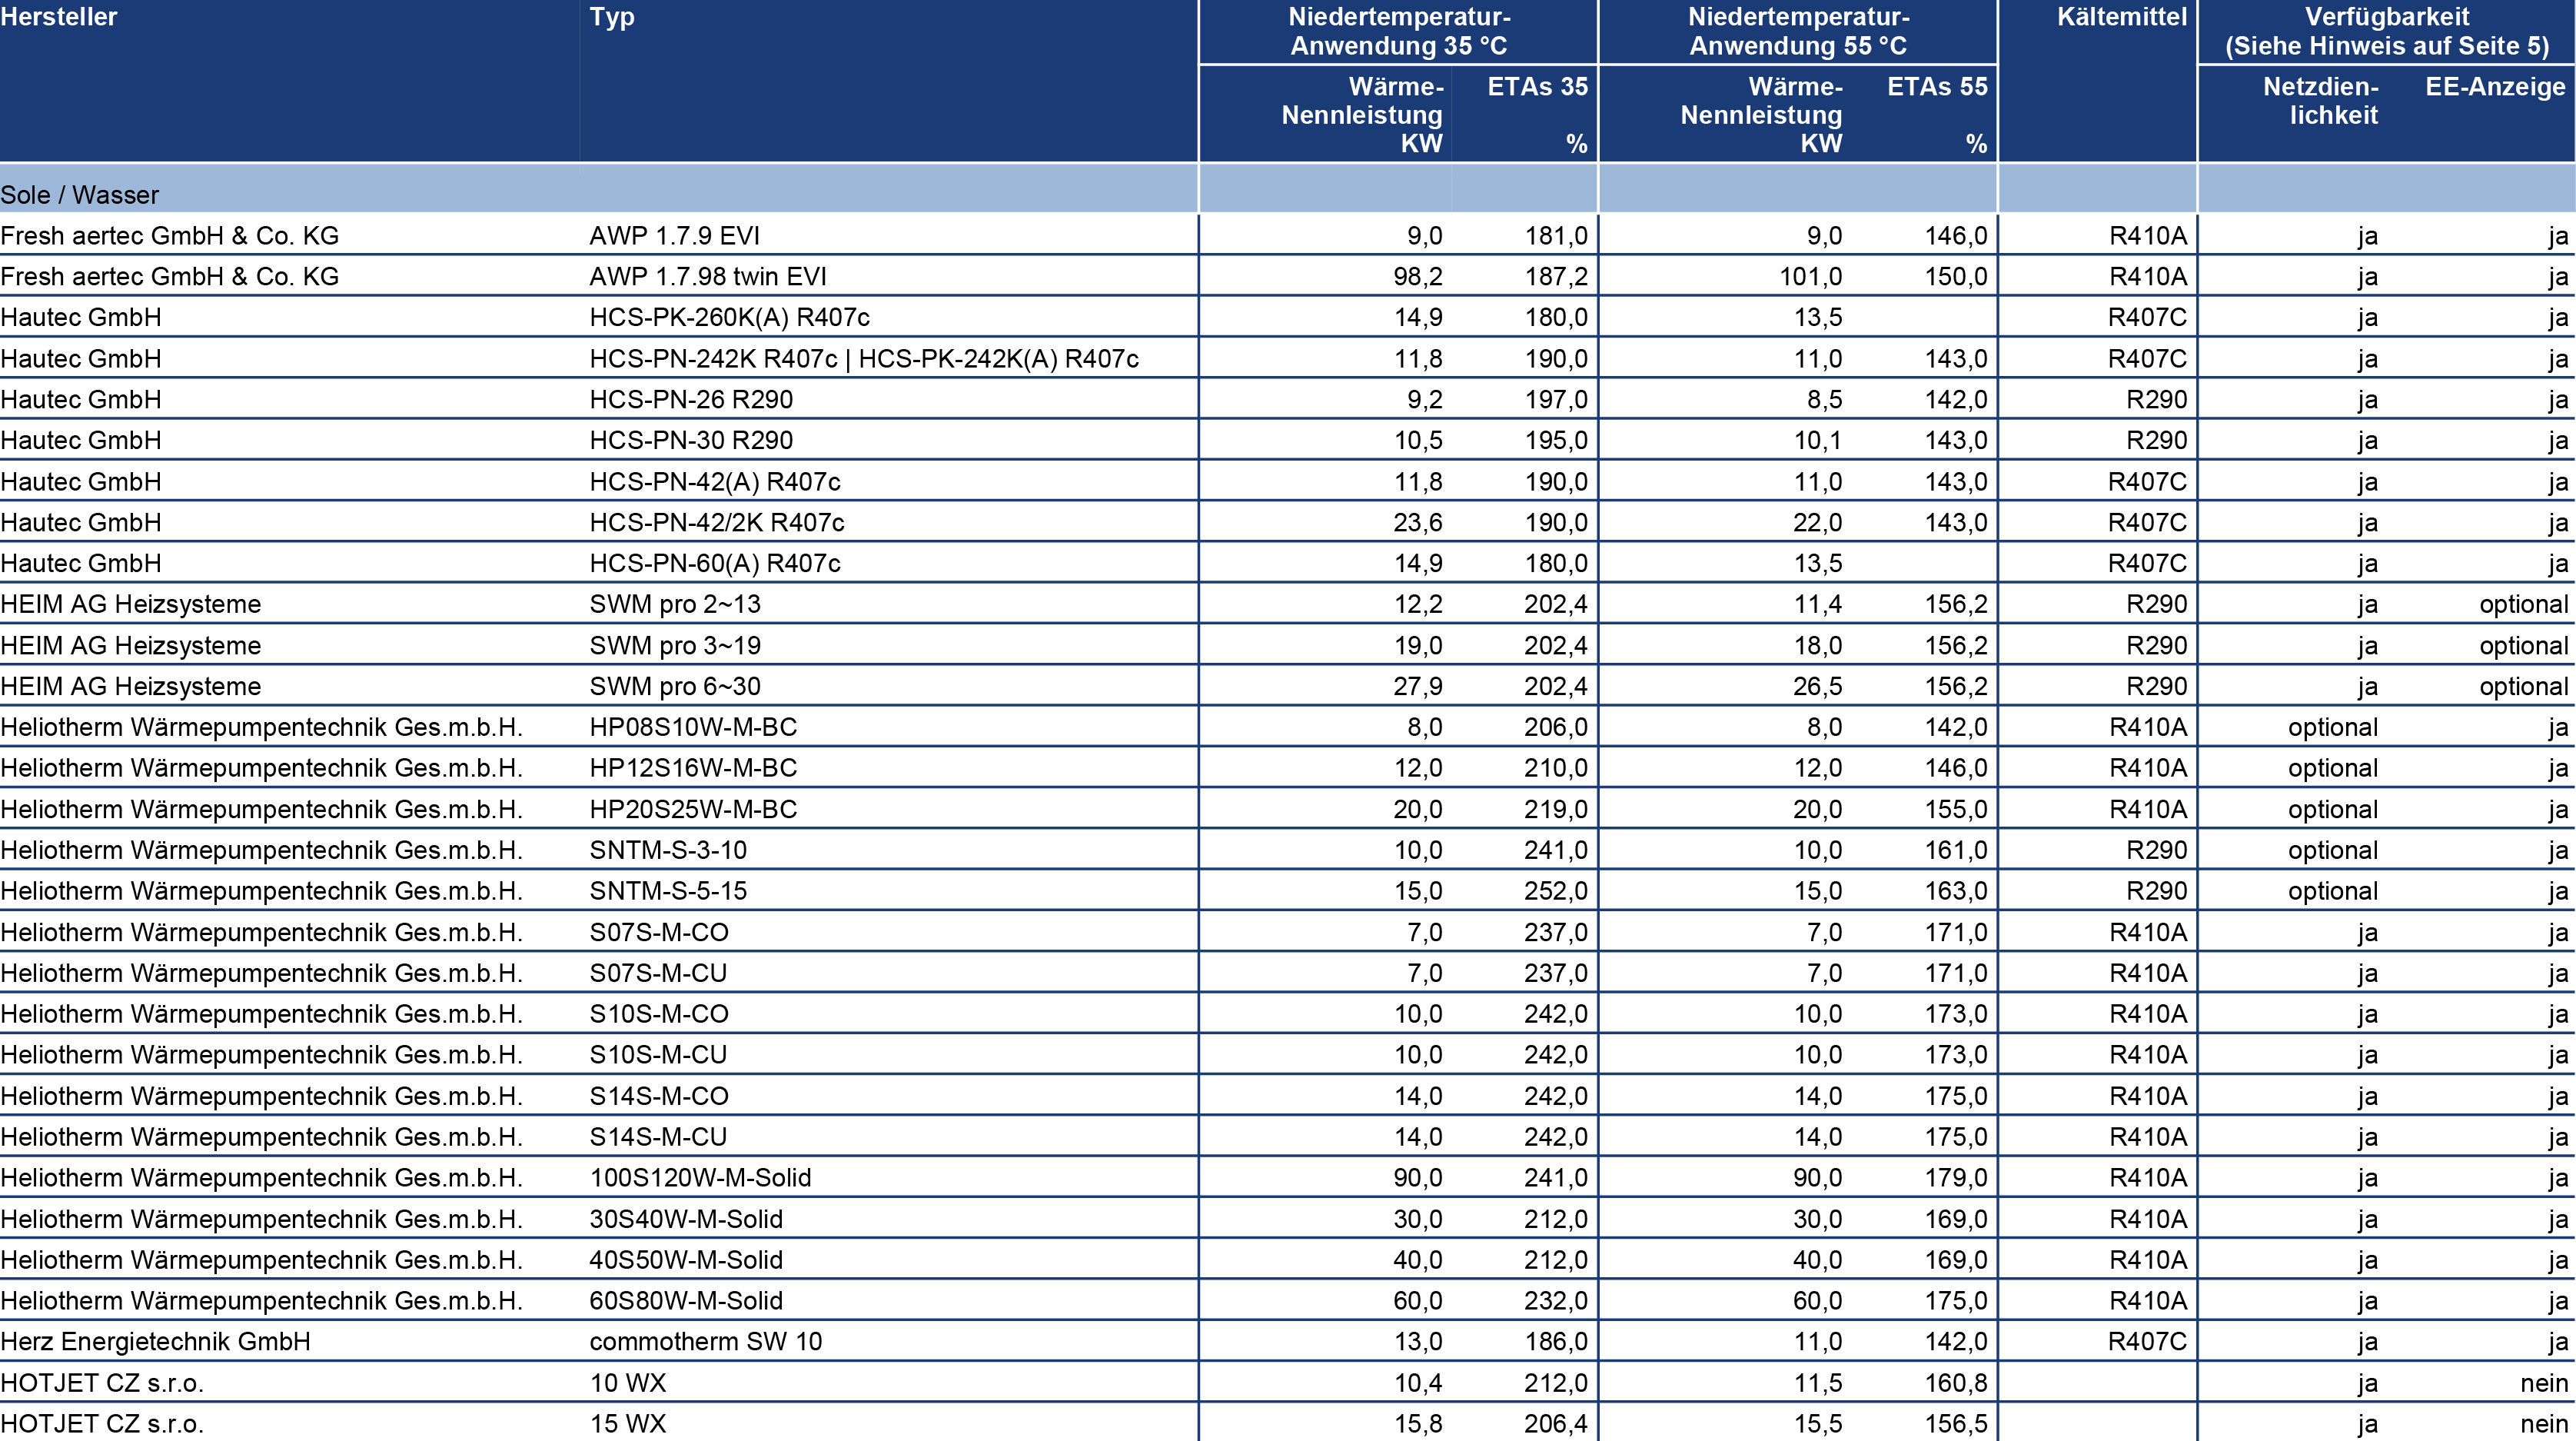 Hersteller Typ Niedertemperatur- Niedertemperatur- Kältemittel Verfügbarkeit
Anwendung 35 °C Anwendung 55 °C (Siehe Hinweis auf Seite 5)
Wärme- ETAs 35 Wärme- ETAs 55 Netzdien- EE-Anzeige
Nennleistung Nennleistung lichkeit
KW % KW %
Sole / Wasser
Fresh aertec GmbH & Co. KG AWP 1.7.9 EVI 9,0 181,0 9,0 146,0 R410A ja ja
Fresh aertec GmbH & Co. KG AWP 1.7.98 twin EVI 98,2 187,2 101,0 150,0 R410A ja ja
Hautec GmbH HCS-PK-260K(A) R407c 14,9 180,0 13,5 R407C ja ja
Hautec GmbH HCS-PN-242K R407c | HCS-PK-242K(A) R407c 11,8 190,0 11,0 143,0 R407C ja ja
Hautec GmbH HCS-PN-26 R290 9,2 197,0 8,5 142,0 R290 ja ja
Hautec GmbH HCS-PN-30 R290 10,5 195,0 10,1 143,0 R290 ja ja
Hautec GmbH HCS-PN-42(A) R407c 11,8 190,0 11,0 143,0 R407C ja ja
Hautec GmbH HCS-PN-42/2K R407c 23,6 190,0 22,0 143,0 R407C ja ja
Hautec GmbH HCS-PN-60(A) R407c 14,9 180,0 13,5 R407C ja ja
HEIM AG Heizsysteme SWM pro 2~13 12,2 202,4 11,4 156,2 R290 ja optional
HEIM AG Heizsysteme SWM pro 3~19 19,0 202,4 18,0 156,2 R290 ja optional
HEIM AG Heizsysteme SWM pro 6~30 27,9 202,4 26,5 156,2 R290 ja optional
Heliotherm Wärmepumpentechnik Ges.m.b.H. HP08S10W-M-BC 8,0 206,0 8,0 142,0 R410A optional ja
Heliotherm Wärmepumpentechnik Ges.m.b.H. HP12S16W-M-BC 12,0 210,0 12,0 146,0 R410A optional ja
Heliotherm Wärmepumpentechnik Ges.m.b.H. HP20S25W-M-BC 20,0 219,0 20,0 155,0 R410A optional ja
Heliotherm Wärmepumpentechnik Ges.m.b.H. SNTM-S-3-10 10,0 241,0 10,0 161,0 R290 optional ja
Heliotherm Wärmepumpentechnik Ges.m.b.H. SNTM-S-5-15 15,0 252,0 15,0 163,0 R290 optional ja
Heliotherm Wärmepumpentechnik Ges.m.b.H. S07S-M-CO 7,0 237,0 7,0 171,0 R410A ja ja
Heliotherm Wärmepumpentechnik Ges.m.b.H. S07S-M-CU 7,0 237,0 7,0 171,0 R410A ja ja
Heliotherm Wärmepumpentechnik Ges.m.b.H. S10S-M-CO 10,0 242,0 10,0 173,0 R410A ja ja
Heliotherm Wärmepumpentechnik Ges.m.b.H. S10S-M-CU 10,0 242,0 10,0 173,0 R410A ja ja
Heliotherm Wärmepumpentechnik Ges.m.b.H. S14S-M-CO 14,0 242,0 14,0 175,0 R410A ja ja
Heliotherm Wärmepumpentechnik Ges.m.b.H. S14S-M-CU 14,0 242,0 14,0 175,0 R410A ja ja
Heliotherm Wärmepumpentechnik Ges.m.b.H. 100S120W-M-Solid 90,0 241,0 90,0 179,0 R410A ja ja
Heliotherm Wärmepumpentechnik Ges.m.b.H. 30S40W-M-Solid 30,0 212,0 30,0 169,0 R410A ja ja
Heliotherm Wärmepumpentechnik Ges.m.b.H. 40S50W-M-Solid 40,0 212,0 40,0 169,0 R410A ja ja
Heliotherm Wärmepumpentechnik Ges.m.b.H. 60S80W-M-Solid 60,0 232,0 60,0 175,0 R410A ja ja
Herz Energietechnik GmbH commotherm SW 10 13,0 186,0 11,0 142,0 R407C ja ja
HOTJET CZ s.r.o. 10 WX 10,4 212,0 11,5 160,8 ja nein
HOTJET CZ s.r.o. 15 WX 15,8 206,4 15,5 156,5 ja nein